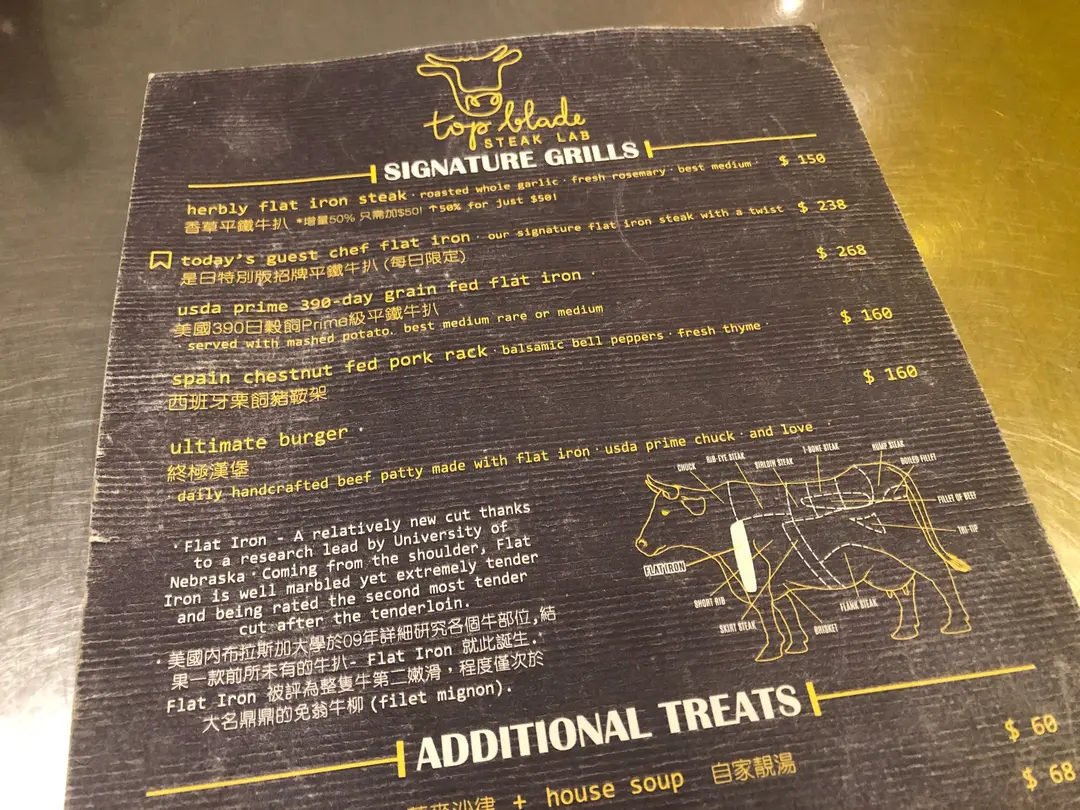 top blade
STEAK LAB
SIGNATURE GRILLS
herbly flat iron steak · roasted whole garlic · fresh rosemary · best medium · $ 150
香草平鐵牛扒 *增量50% 只需加$50! ↑50% for just $50!
today's guest chef flat iron · our signature flat iron steak with a twist $ 238
是日特別版招牌平鐵牛扒 (每日限定)
usda prime 390-day grain fed flat iron · $ 268
美國390日穀飼Prime級平鐵牛扒
· served with mashed potato. best medium rare or medium
spain chestnut fed pork rack · balsamic bell peppers · fresh thyme · $ 160
西班牙栗飼豬鞍架
ultimate burger · $ 160
終極漢堡
· daily handcrafted beef patty made with flat iron · usda prime chuck · and love ·
· Flat Iron - A relatively new cut thanks
to a research lead by University of
Nebraska · Coming from the shoulder, Flat
Iron is well marbled yet extremely tender
and being rated the second most tender
cut after the tenderloin.
· 美國內布拉斯加大學於09年詳細研究各個牛部位,結
果一款前所未有的牛扒- Flat Iron 就此誕生.·
Flat Iron 被評為整隻牛第二嫩滑，程度僅次於
大名鼎鼎的免翁牛柳 (filet mignon).
CHUCK
RIB-EYE STEAK
SIRLOIN STEAK
T-BONE STEAK
RUMP STEAK
ROILED FILLET
FILLET OF BEEF
TRI-TIP
FLAT IRON
SHORT RIB
SKIRT STEAK
BRISKET
FLANK STEAK
ADDITIONAL TREATS
沙律 + house soup 自家靚湯 $ 60
$ 68